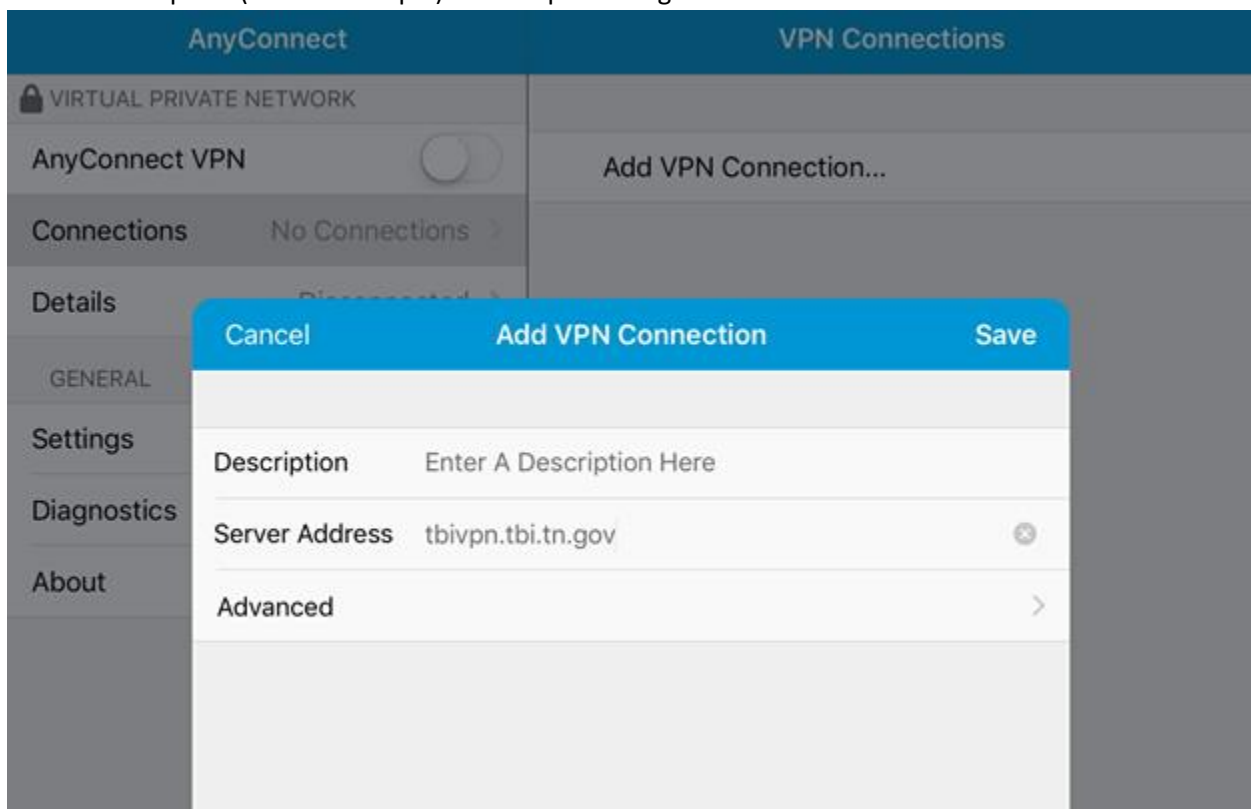 AnyConnect
VPN Connections
VIRTUAL PRIVATE NETWORK
AnyConnect VPN
Add VPN Connection...
Connections No Connections
Details Disconnected
GENERAL
Settings
Diagnostics
About
Cancel Add VPN Connection Save
Description Enter A Description Here
Server Address tbivpn.tbi.tn.gov
Advanced